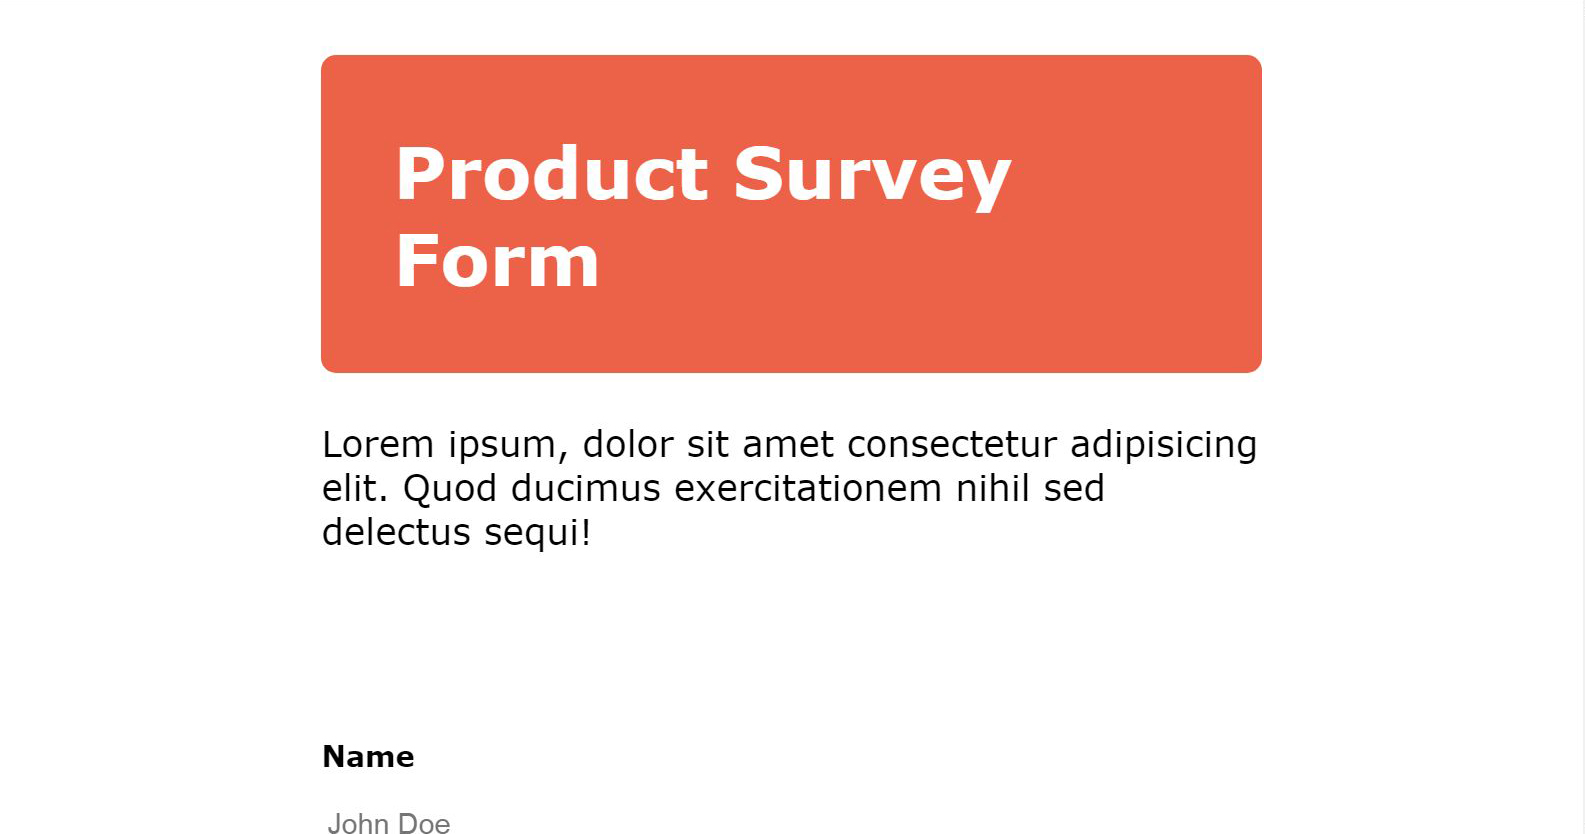 Product Survey
Form
Lorem ipsum, dolor sit amet consectetur adipisicing
elit. Quod ducimus exercitationem nihil sed
delectus sequi!
Name
John Doe